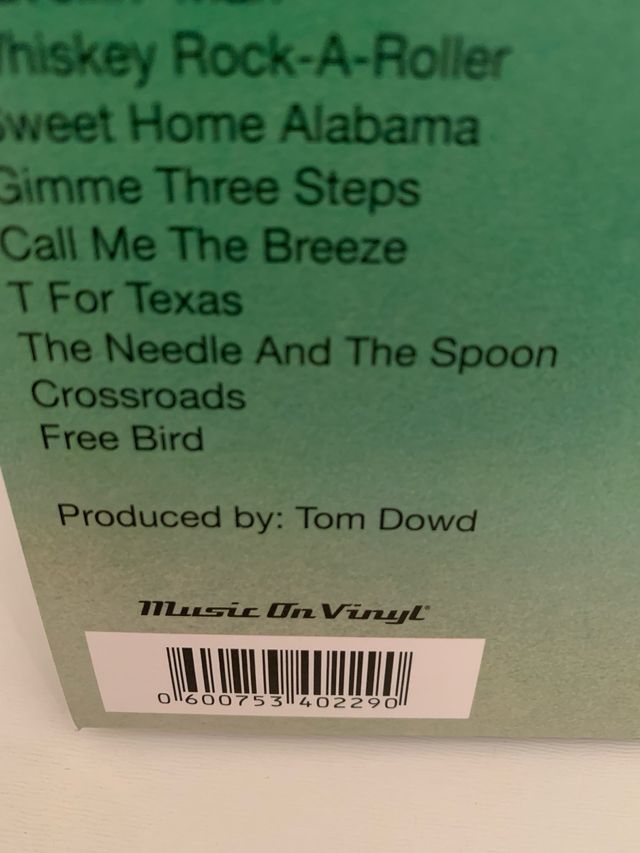 Whiskey Rock-A-Roller
Sweet Home Alabama
Gimme Three Steps
Call Me The Breeze
T For Texas
The Needle And The Spoon
Crossroads
Free Bird
Produced by: Tom Dowd
Music On Vinyl
0 600753 402290